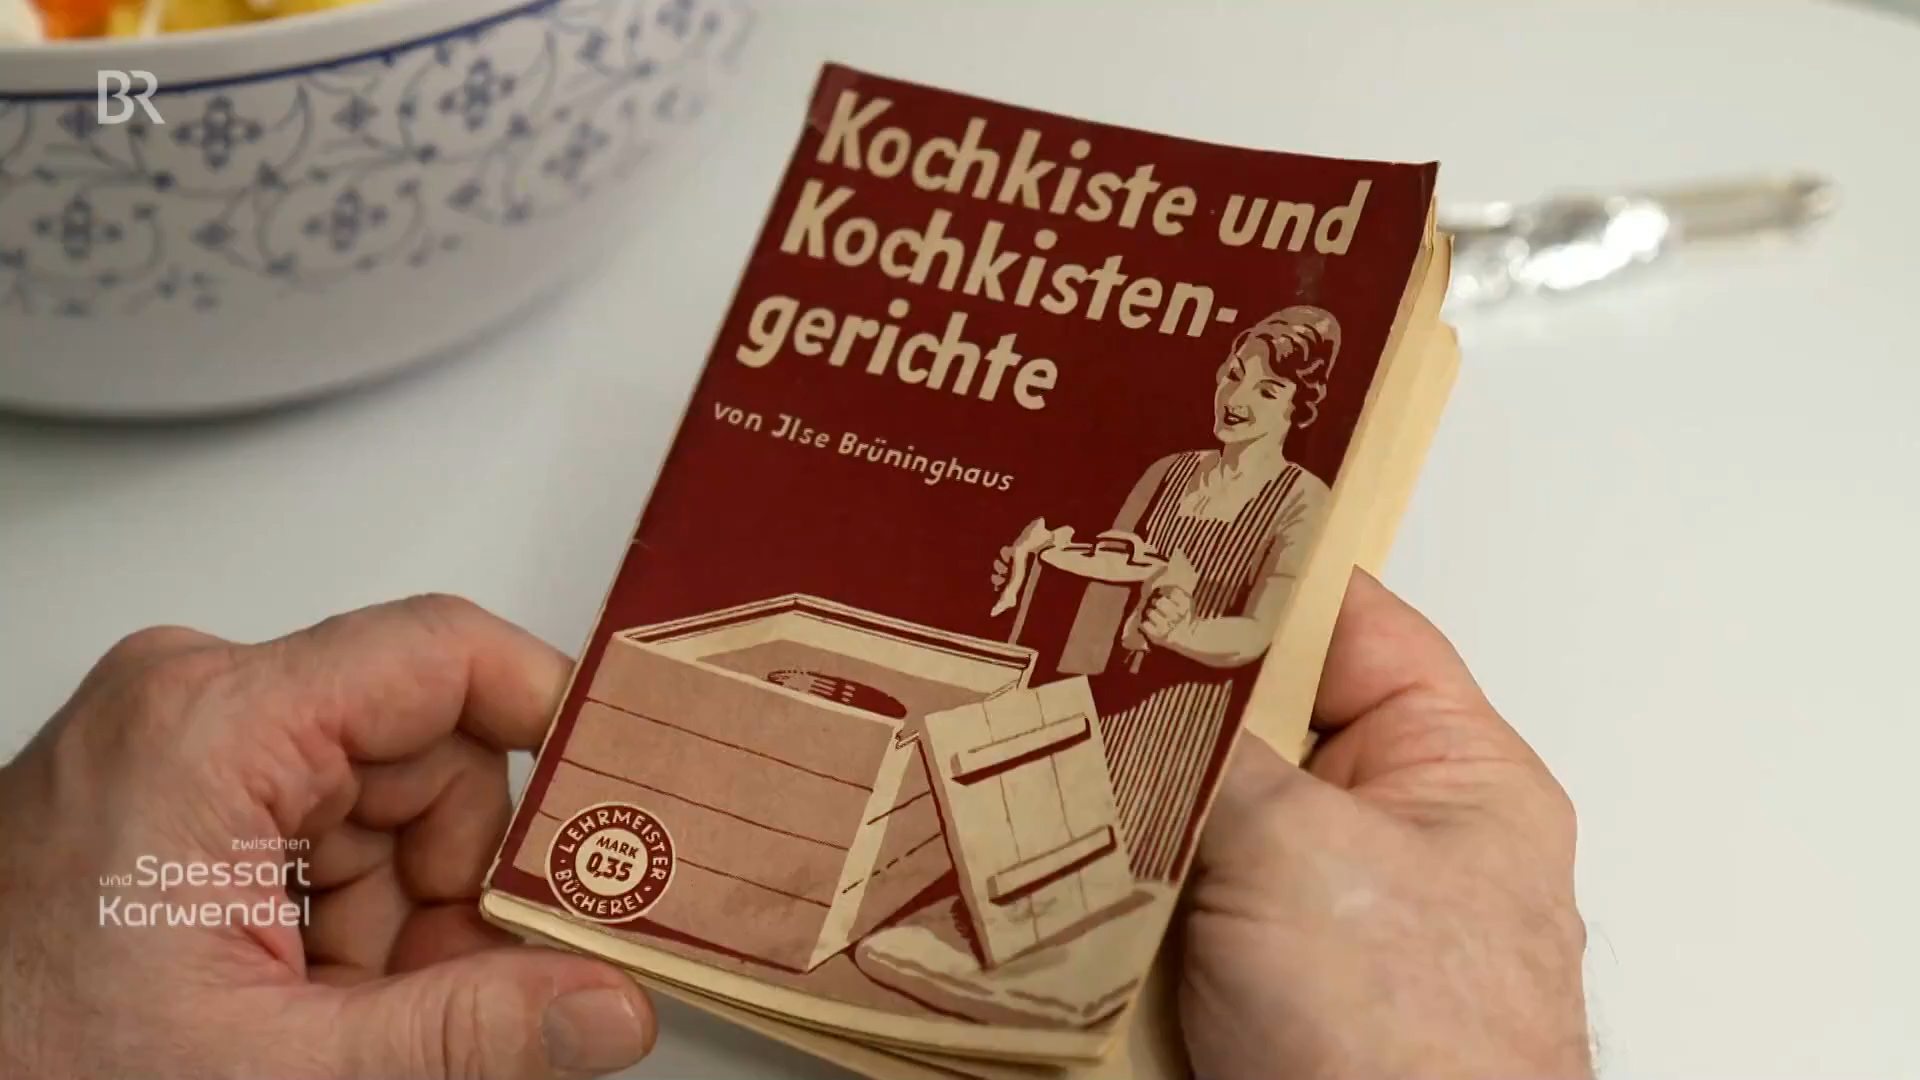 BR
Kochkiste und
Kochkisten-
gerichte
von Jlse Brüninghaus
LEHRMEISTER
MARK
0,35
BÜCHEREI
zwischen
und Spessart
Karwendel